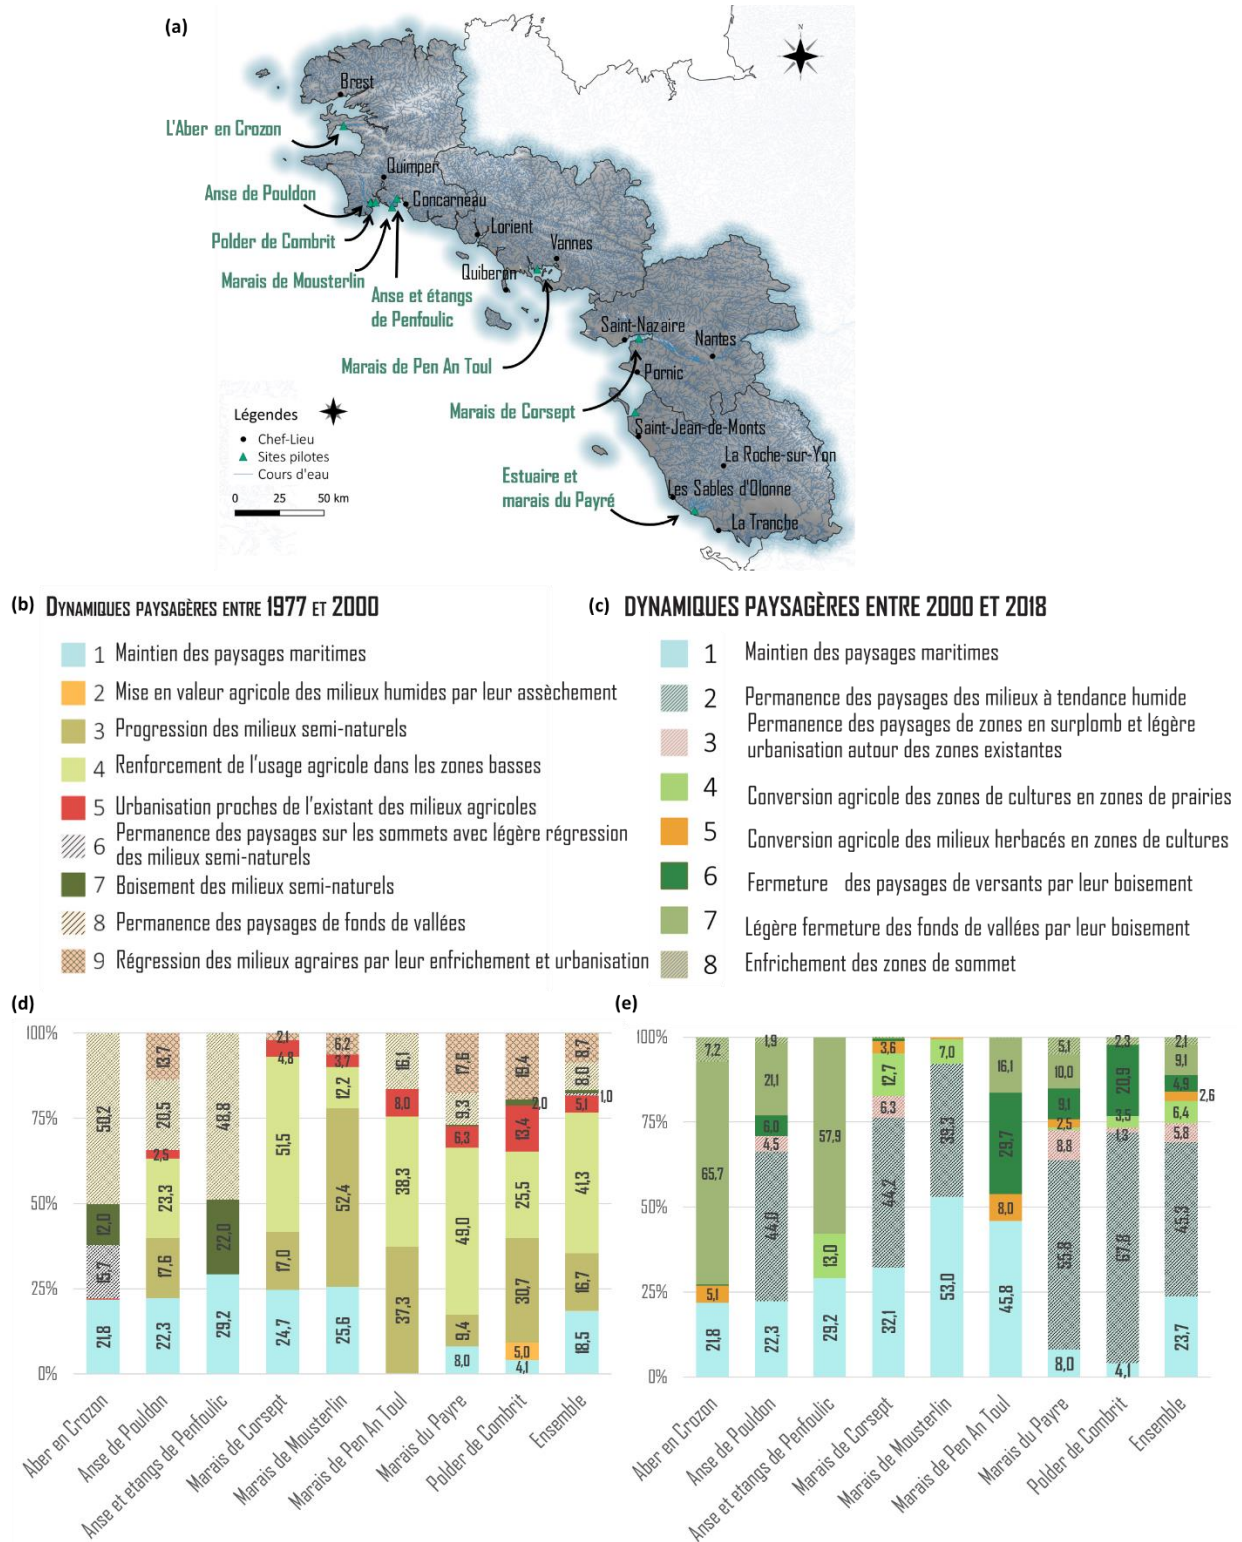 (a)
N
Brest
L'Aber en Crozon
Quimper
Anse de Pouldon
Concarneau
Polder de Combrit
Lorient
Vannes
Marais de Mousterlin
Quiberon
Anse et étangs
de Penfoulic
Saint-Nazaire
Nantes
Marais de Pen An Toul
Pornic
Légendes
Marais de Corsept
Chef-Lieu
Saint-Jean-de-Monts
Sites pilotes
La Roche-sur-Yon
Cours d'eau
Estuaire et
marais du Payré
Les Sables d'Olonne
0 25 50 km
La Tranche
(b) DYNAMIQUES PAYSAGÈRES ENTRE 1977 ET 2000
1 Maintien des paysages maritimes
2 Mise en valeur agricole des milieux humides par leur assèchement
3 Progression des milieux semi-naturels
4 Renforcement de l'usage agricole dans les zones basses
5 Urbanisation proches de l'existant des milieux agricoles
6 Permanence des paysages sur les sommets avec légère régression
des milieux semi-naturels
7 Boisement des milieux semi-naturels
8 Permanence des paysages de fonds de vallées
9 Régression des milieux agraires par leur enfrichement et urbanisation
(c) DYNAMIQUES PAYSAGÈRES ENTRE 2000 ET 2018
1 Maintien des paysages maritimes
2 Permanence des paysages des milieux à tendance humide
3 Permanence des paysages de zones en surplomb et légère
urbanisation autour des zones existantes
4 Conversion agricole des zones de cultures en zones de prairies
5 Conversion agricole des milieux herbacés en zones de cultures
6 Fermeture des paysages de versants par leur boisement
7 Légère fermeture des fonds de vallées par leur boisement
8 Enfrichement des zones de sommet
(d)
100%
75%
50%
25%
0%
50,2
12,0
15,7
21,8
13,7
20,5
2,5
23,3
17,6
22,3
48,8
22,0
29,2
2,1
4,8
51,5
17,0
24,7
6,2
3,7
12,2
52,4
25,6
16,1
8,0
38,3
37,3
17,6
9,3
6,3
49,0
9,4
8,0
19,4
2,0
13,4
25,5
30,7
5,0
4,1
8,7
8,0
1,0
5,1
41,3
16,7
18,5
Aber en Crozon
Anse de Pouldon
Anse et etangs de Penfoulic
Marais de Corsept
Marais de Mousterlin
Marais de Pen An Toul
Marais du Payre
Polder de Combrit
Ensemble
(e)
100%
75%
50%
25%
0%
7,2
65,7
5,1
21,8
1,9
21,1
6,0
4,5
44,0
22,3
57,9
13,0
29,2
3,6
12,7
6,3
44,2
32,1
7,0
39,3
53,0
16,1
29,7
8,0
45,8
5,1
10,0
9,1
2,5
8,8
55,8
8,0
2,3
20,9
3,5
1,3
67,8
4,1
2,1
9,1
4,9
2,6
6,4
5,8
45,3
23,7
Aber en Crozon
Anse de Pouldon
Anse et etangs de Penfoulic
Marais de Corsept
Marais de Mousterlin
Marais de Pen An Toul
Marais du Payre
Polder de Combrit
Ensemble